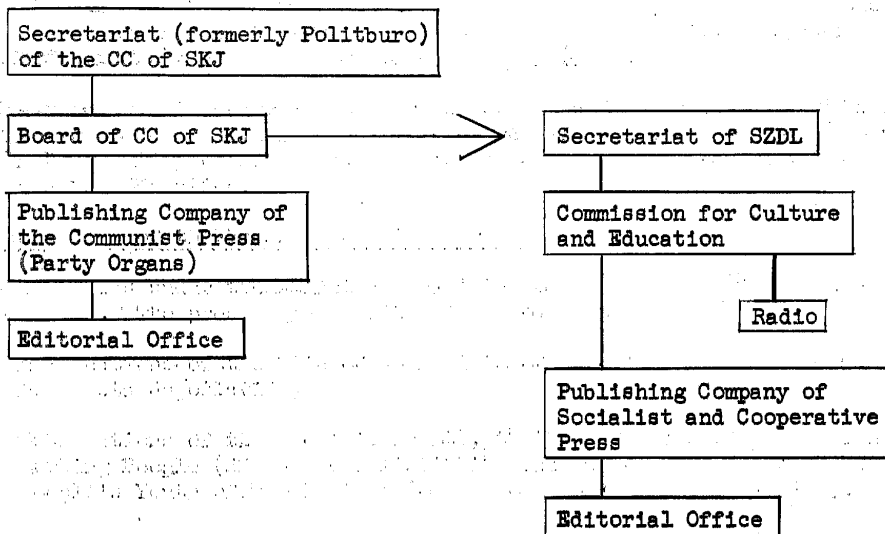 Secretariat (formerly Politburo)
of the CC of SKJ
Board of CC of SKJ
Publishing Company of
the Communist Press
(Party Organs)
Editorial Office
Secretariat of SZDL
Commission for Culture
and Education
Radio
Publishing Company of
Socialist and Cooperative
Press
Editorial Office